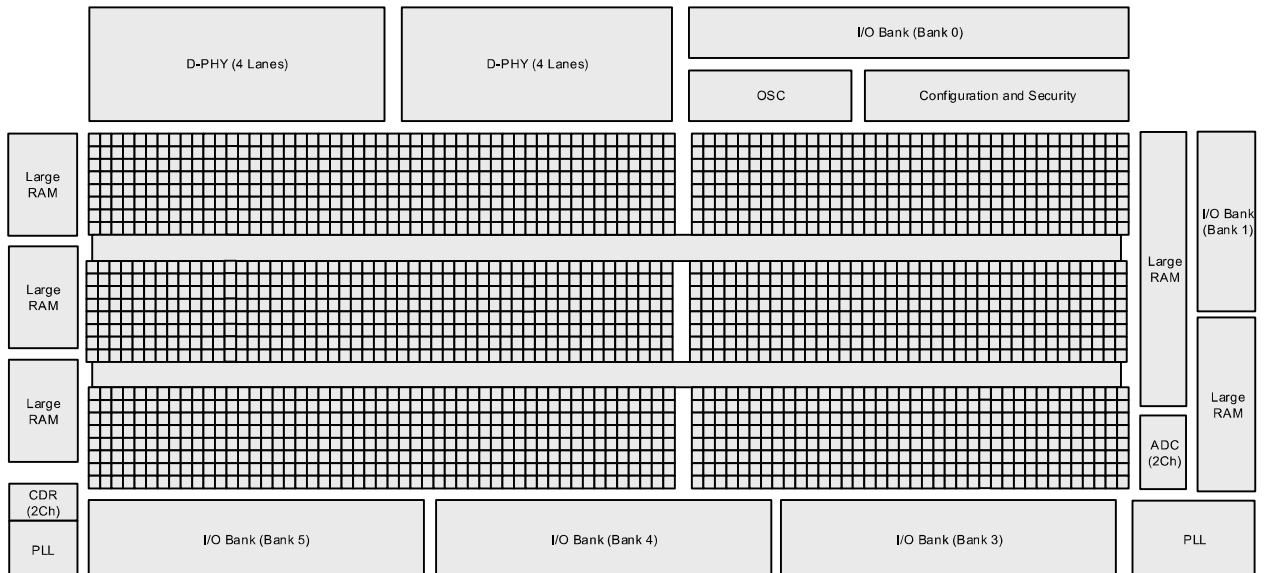 I/O Bank (Bank 0)
D-PHY (4 Lanes)
D-PHY (4 Lanes)
OSC
Configuration and Security
Large
RAM
I/O Bank
(Bank 1)
Large
RAM
Large
RAM
Large
RAM
Large
RAM
ADC
(2Ch)
CDR
(2Ch)
PLL
I/O Bank (Bank 5)
I/O Bank (Bank 4)
I/O Bank (Bank 3)
PLL